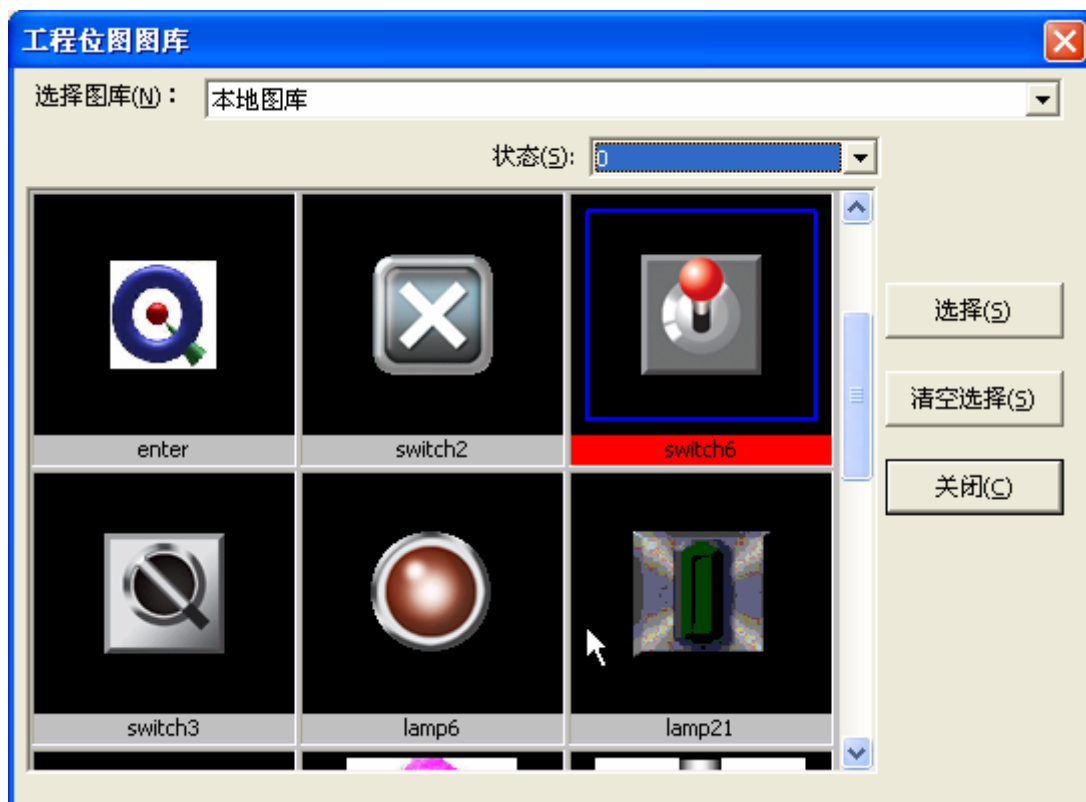 工程位图图库
选择图库(N)： 本地图库
状态(S): 0
enter switch2 switch6
选择(S)
清空选择(S)
关闭(C)
switch3 lamp6 lamp21